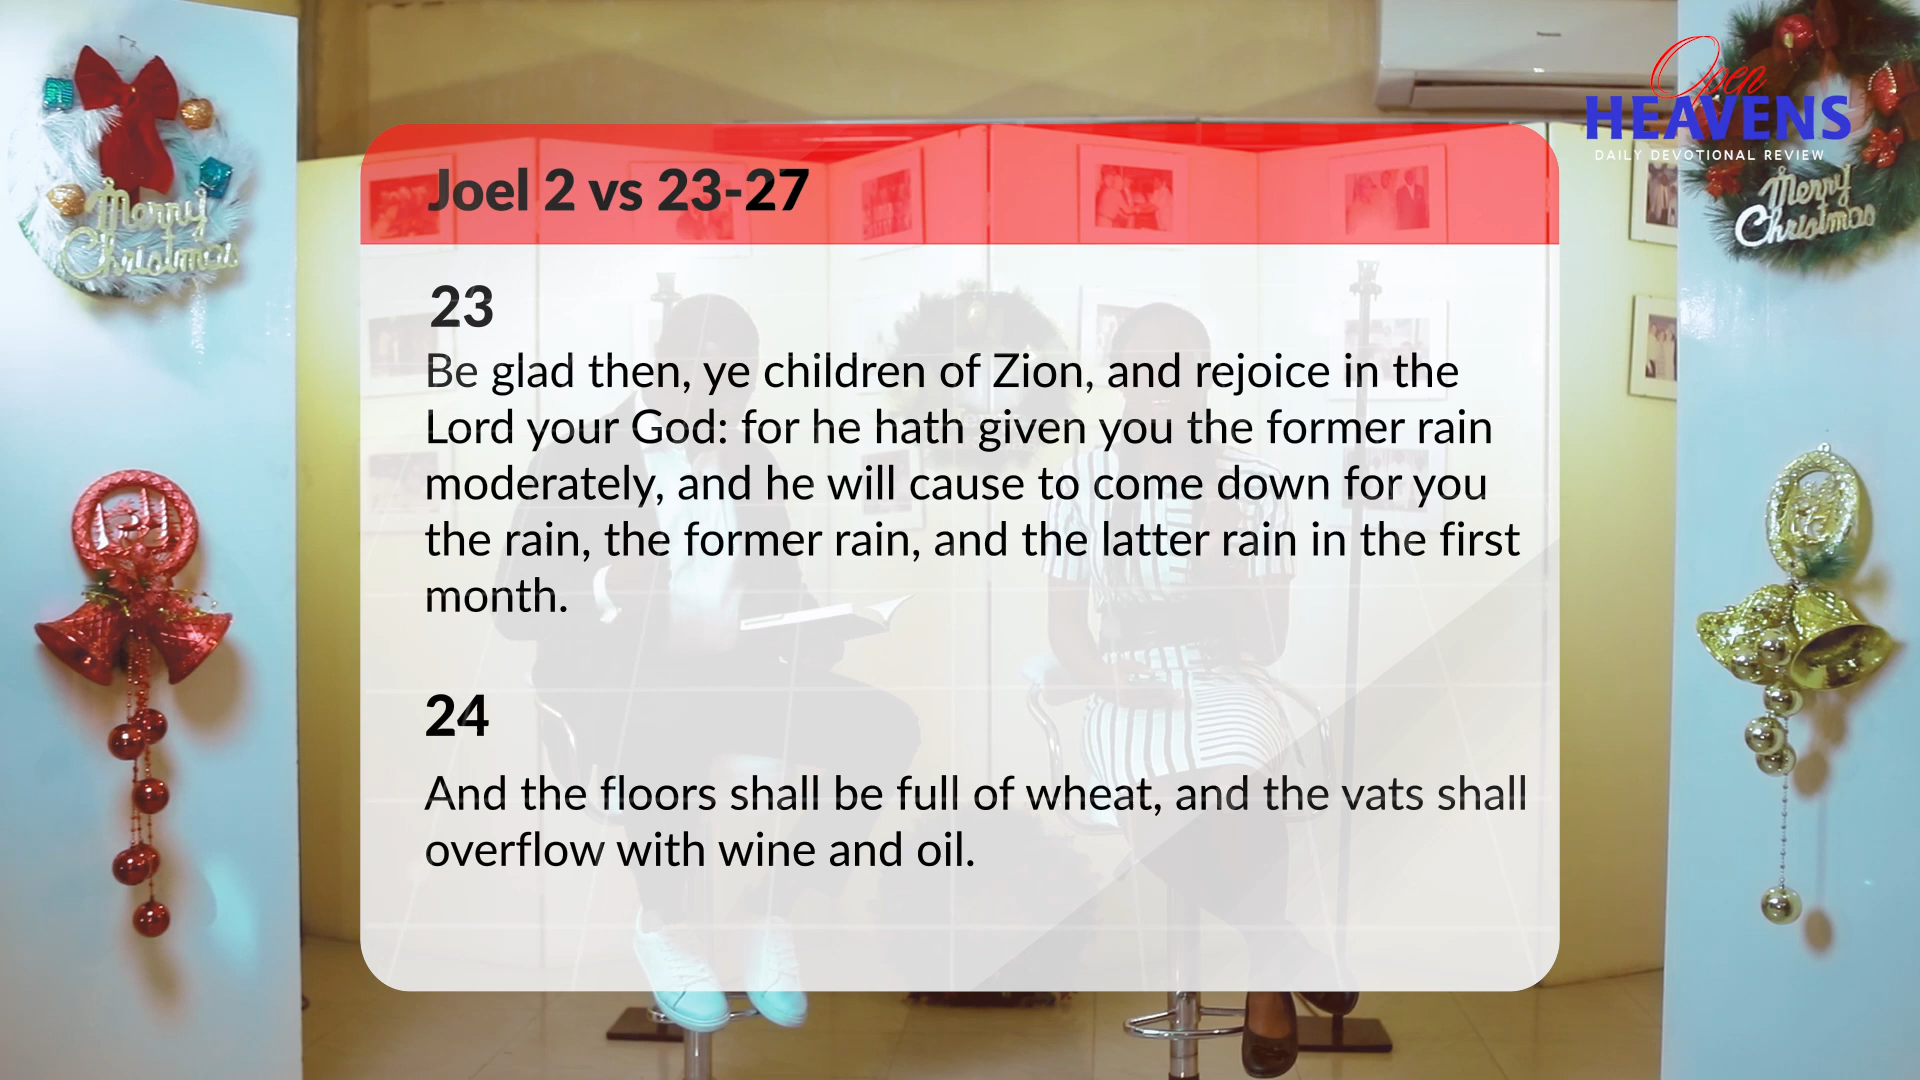 Merry
Christmas
Open
HEAVENS
DAILY DEVOTIONAL REVIEW
Merry
Christmas
Joel 2 vs 23-27
23
Be glad then, ye children of Zion, and rejoice in the
Lord your God: for he hath given you the former rain
moderately, and he will cause to come down for you
the rain, the former rain, and the latter rain in the first
month.
24
And the floors shall be full of wheat, and the vats shall
overflow with wine and oil.